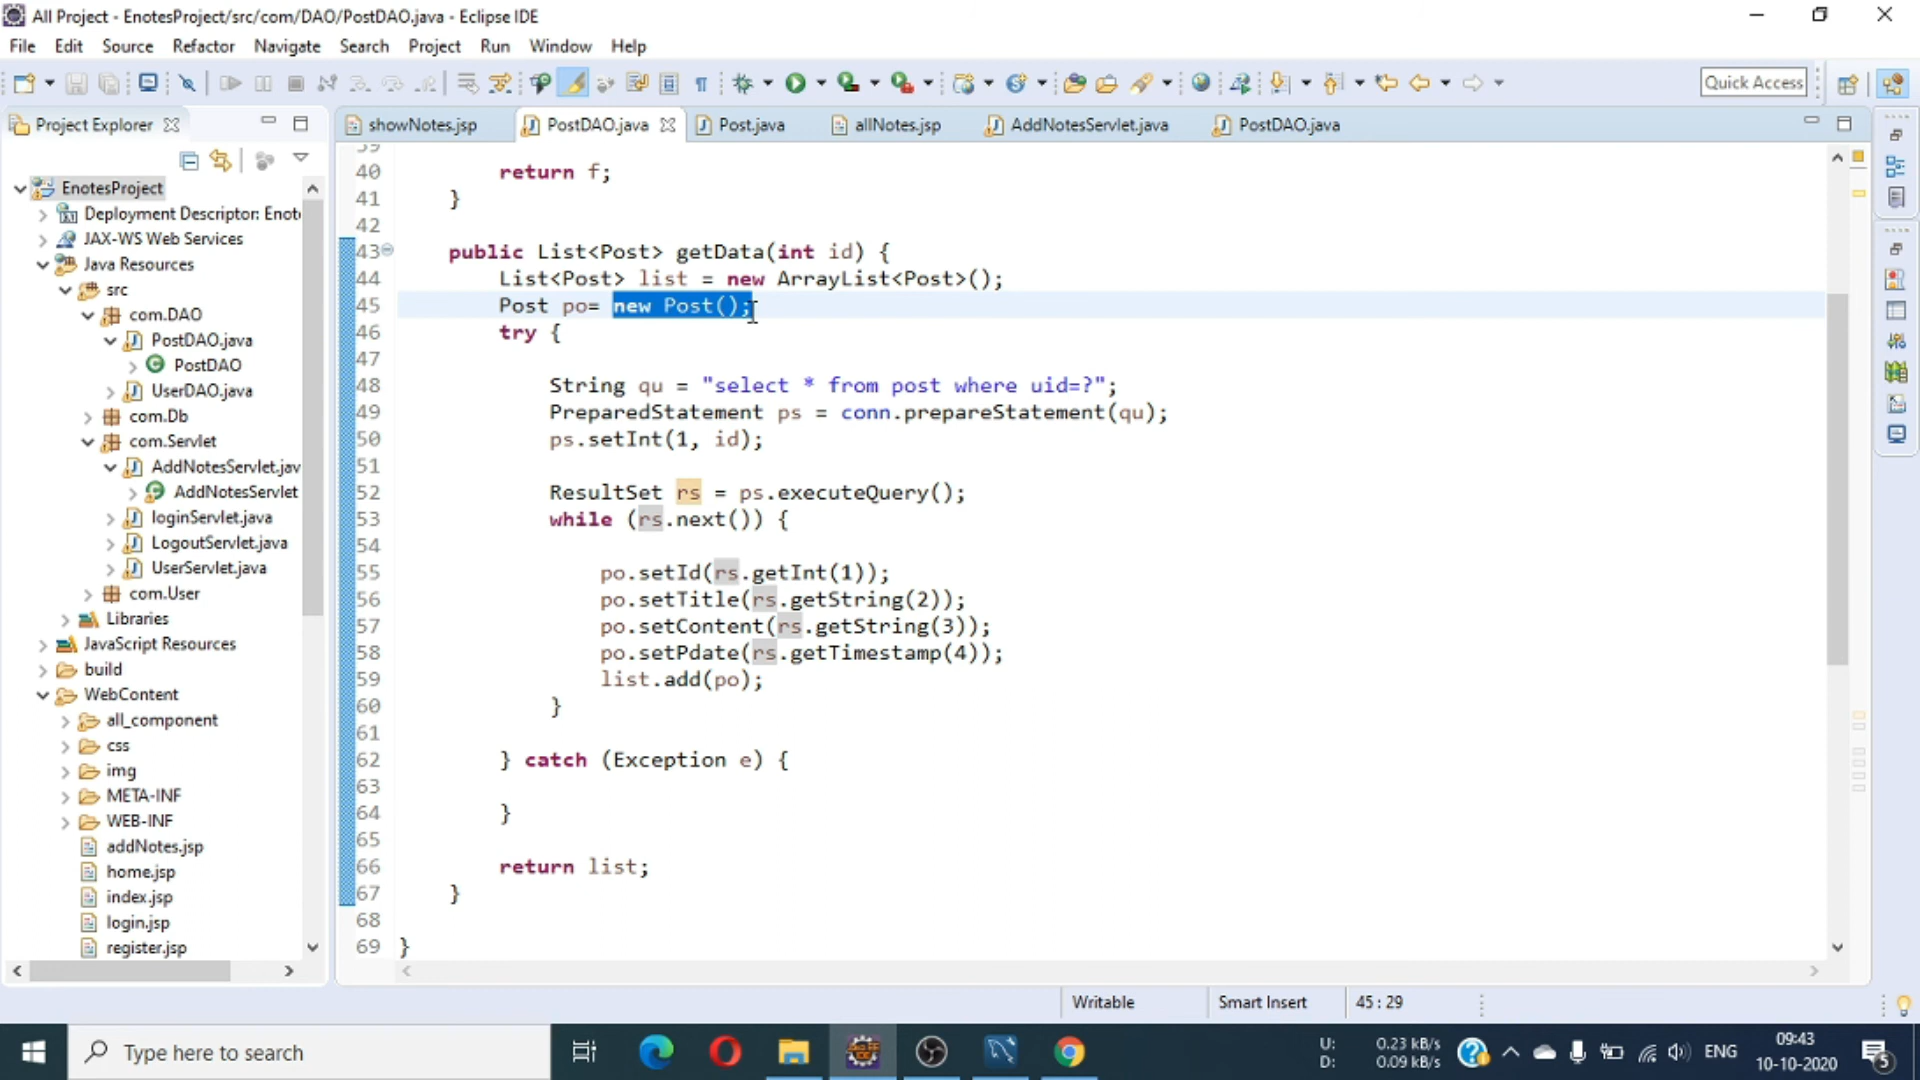 All Project - EnotesProject/src/com/DAO/PostDAO.java - Eclipse IDE
File Edit Source Refactor Navigate Search Project Run Window Help
Quick Access
Project Explorer
showNotes.jsp PostDAO.java Post.java allNotes.jsp AddNotesServlet.java PostDAO.java
EnotesProject
Deployment Descriptor: Enot
JAX-WS Web Services
Java Resources
src
com.DAO
PostDAO.java
PostDAO
UserDAO.java
com.Db
com.Servlet
AddNotesServlet.jav
AddNotesServlet
loginServlet.java
LogoutServlet.java
UserServlet.java
com.User
Libraries
JavaScript Resources
build
WebContent
all_component
css
img
META-INF
WEB-INF
addNotes.jsp
home.jsp
index.jsp
login.jsp
register.jsp
39
40 return f;
41 }
42
43 public List<Post> getData(int id) {
44 List<Post> list = new ArrayList<Post>();
45 Post po= new Post();
46 try {
47
48 String qu = "select * from post where uid=?";
49 PreparedStatement ps = conn.prepareStatement(qu);
50 ps.setInt(1, id);
51
52 ResultSet rs = ps.executeQuery();
53 while (rs.next()) {
54
55 po.setId(rs.getInt(1));
56 po.setTitle(rs.getString(2));
57 po.setContent(rs.getString(3));
58 po.setPdate(rs.getTimestamp(4));
59 list.add(po);
60 }
61
62 } catch (Exception e) {
63
64 }
65
66 return list;
67 }
68
69 }
Writable Smart Insert 45 : 29
Type here to search
U: 0.23 kB/s
D: 0.09 kB/s
ENG
09:43
10-10-2020
5